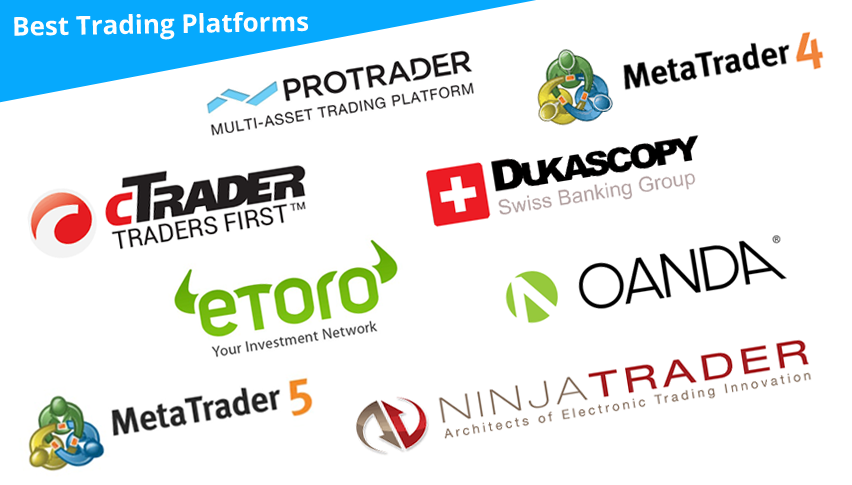 Best Trading Platforms
PROTRADER
MULTI-ASSET TRADING PLATFORM
MetaTrader 4
cTRADER
TRADERS FIRST™
DUKASCOPY
Swiss Banking Group
eToro
Your Investment Network
OANDA®
MetaTrader 5
NINJATRADER
Architects of Electronic Trading Innovation